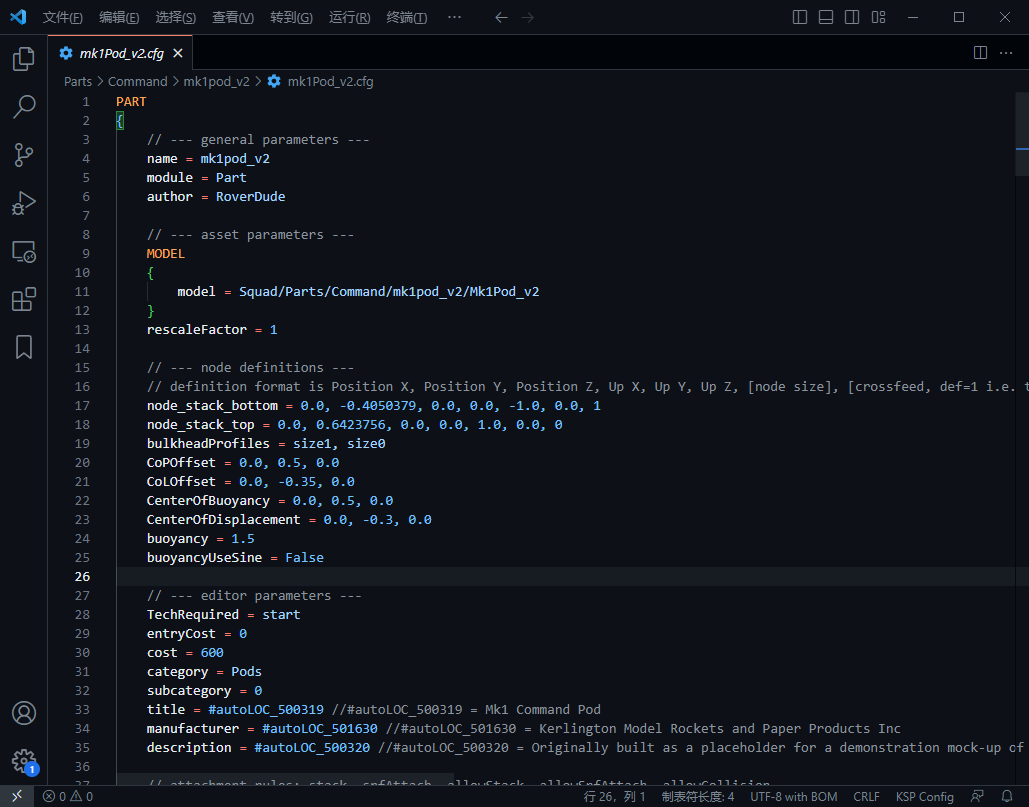 文件(F) 编辑(E) 选择(S) 查看(V) 转到(G) 运行(R) 终端(T) ···
mk1Pod_v2.cfg
Parts > Command > mk1pod_v2 > mk1Pod_v2.cfg
1 PART
2 {
3 // --- general parameters ---
4 name = mk1pod_v2
5 module = Part
6 author = RoverDude
7
8 // --- asset parameters ---
9 MODEL
10 {
11 model = Squad/Parts/Command/mk1pod_v2/Mk1Pod_v2
12 }
13 rescaleFactor = 1
14
15 // --- node definitions ---
16 // definition format is Position X, Position Y, Position Z, Up X, Up Y, Up Z, [node size], [crossfeed, def=1 i.e. t
17 node_stack_bottom = 0.0, -0.4050379, 0.0, 0.0, -1.0, 0.0, 1
18 node_stack_top = 0.0, 0.6423756, 0.0, 0.0, 1.0, 0.0, 0
19 bulkheadProfiles = size1, size0
20 CoPOffset = 0.0, 0.5, 0.0
21 CoLOffset = 0.0, -0.35, 0.0
22 CenterOfBuoyancy = 0.0, 0.5, 0.0
23 CenterOfDisplacement = 0.0, -0.3, 0.0
24 buoyancy = 1.5
25 buoyancyUseSine = False
26
27 // --- editor parameters ---
28 TechRequired = start
29 entryCost = 0
30 cost = 600
31 category = Pods
32 subcategory = 0
33 title = #autoLOC_500319 //#autoLOC_500319 = Mk1 Command Pod
34 manufacturer = #autoLOC_501630 //#autoLOC_501630 = Kerlington Model Rockets and Paper Products Inc
35 description = #autoLOC_500320 //#autoLOC_500320 = Originally built as a placeholder for a demonstration mock-up of
36
37 // attachment rules: stack, srfAttach, allowStack, allowSrfAttach, allowCollision
1
0 0 行 26，列 1 制表符长度: 4 UTF-8 with BOM CRLF KSP Config